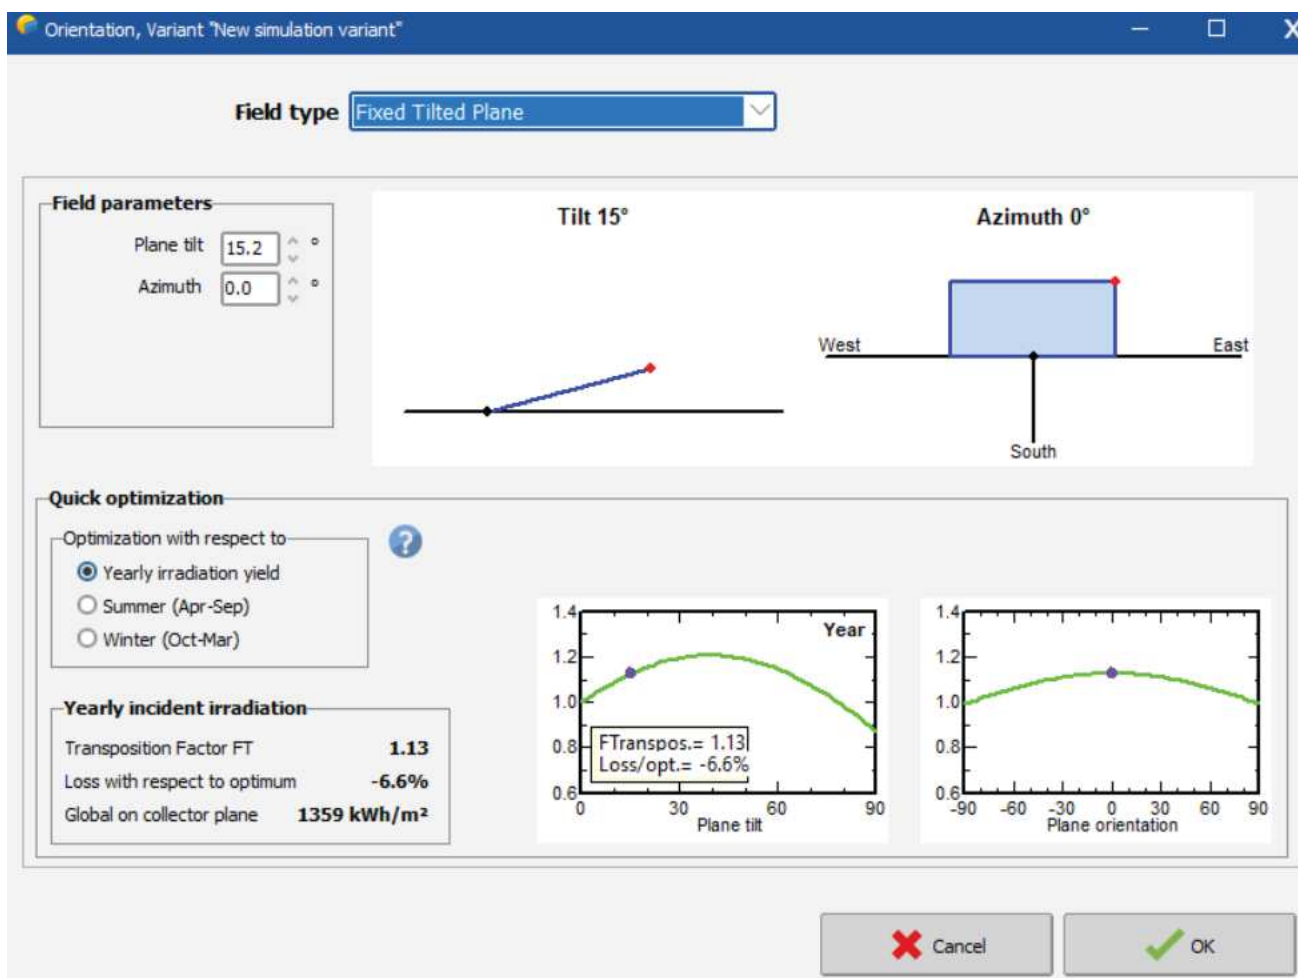 Orientation, Variant "New simulation variant"
Field type Fixed Tilted Plane
Field parameters
Plane tilt 15.2 °
Azimuth 0.0 °
Tilt 15°
Azimuth 0°
West
East
South
Quick optimization
Optimization with respect to
Yearly irradiation yield
Summer (Apr-Sep)
Winter (Oct-Mar)
?
Yearly incident irradiation
Transposition Factor FT 1.13
Loss with respect to optimum -6.6%
Global on collector plane 1359 kWh/m²
Year
1.4
1.2
1.0
0.8
0.6
FTranspos.= 1.13
Loss/opt.= -6.6%
0 30 60 90
Plane tilt
1.4
1.2
1.0
0.8
0.6
-90 -60 -30 0 30 60 90
Plane orientation
Cancel
OK